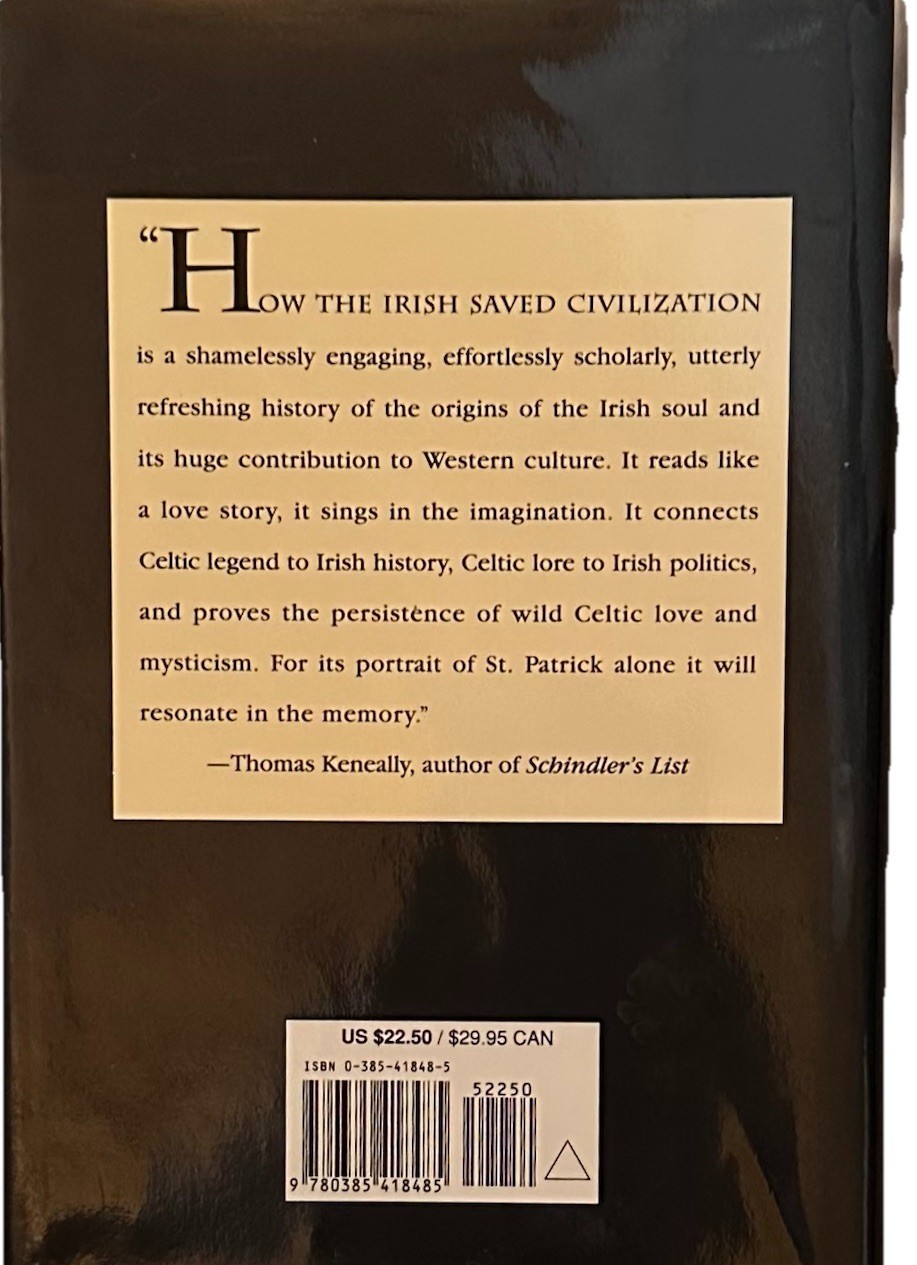 “HOW THE IRISH SAVED CIVILIZATION
is a shamelessly engaging, effortlessly scholarly, utterly
refreshing history of the origins of the Irish soul and
its huge contribution to Western culture. It reads like
a love story, it sings in the imagination. It connects
Celtic legend to Irish history, Celtic lore to Irish politics,
and proves the persistence of wild Celtic love and
mysticism. For its portrait of St. Patrick alone it will
resonate in the memory.”
—Thomas Keneally, author of Schindler’s List
US $22.50 / $29.95 CAN
ISBN 0-385-41848-5
52250
9 780385 418485